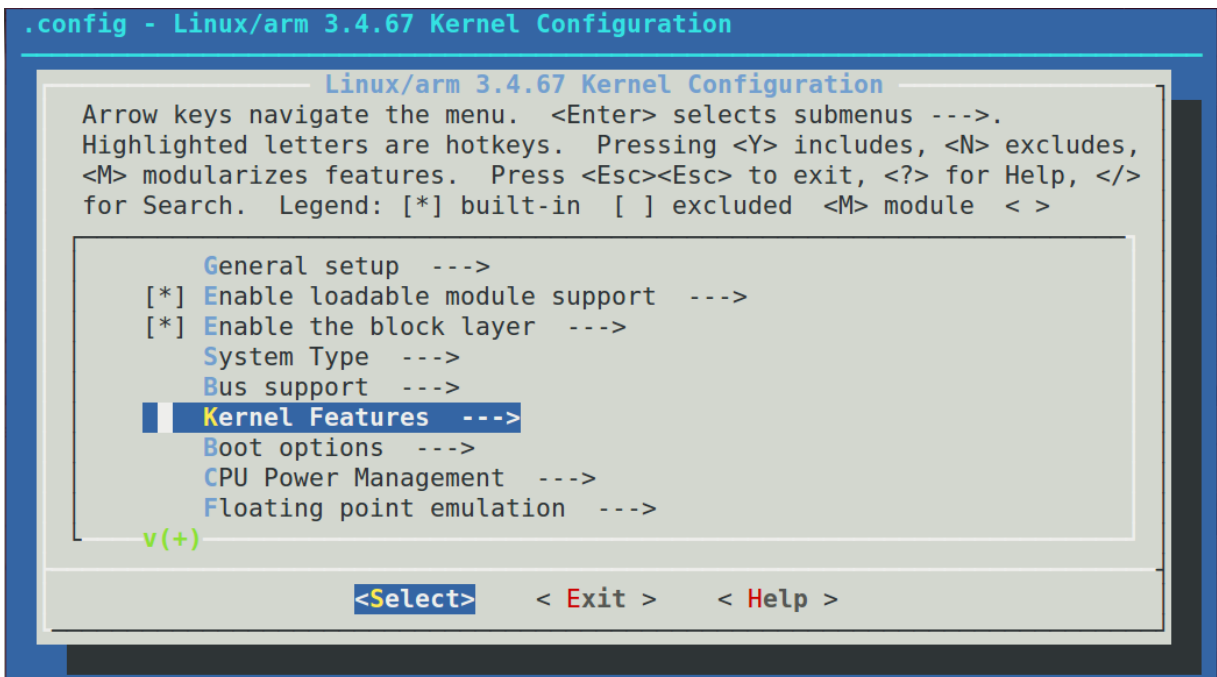 .config - Linux/arm 3.4.67 Kernel Configuration
Linux/arm 3.4.67 Kernel Configuration
Arrow keys navigate the menu.  <Enter> selects submenus --->.
Highlighted letters are hotkeys.  Pressing <Y> includes, <N> excludes,
<M> modularizes features.  Press <Esc><Esc> to exit, <?> for Help, </>
for Search.  Legend: [*] built-in  [ ] excluded  <M> module  < >
General setup  --->
[*] Enable loadable module support  --->
[*] Enable the block layer  --->
System Type  --->
Bus support  --->
Kernel Features  --->
Boot options  --->
CPU Power Management  --->
Floating point emulation  --->
v(+)
<Select>    < Exit >    < Help >